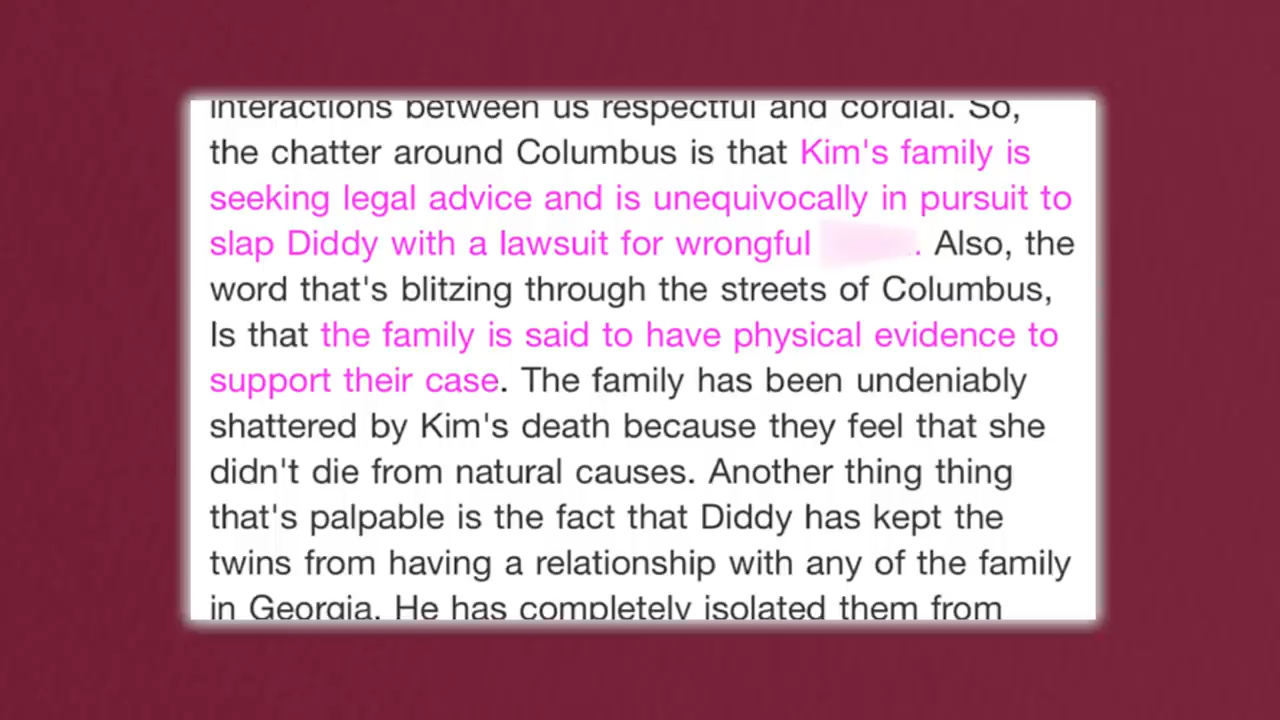 interactions between us respectful and cordial. So,
the chatter around Columbus is that Kim's family is
seeking legal advice and is unequivocally in pursuit to
slap Diddy with a lawsuit for wrongful . Also, the
word that's blitzing through the streets of Columbus,
Is that the family is said to have physical evidence to
support their case. The family has been undeniably
shattered by Kim's death because they feel that she
didn't die from natural causes. Another thing thing
that's palpable is the fact that Diddy has kept the
twins from having a relationship with any of the family
in Georgia. He has completely isolated them from